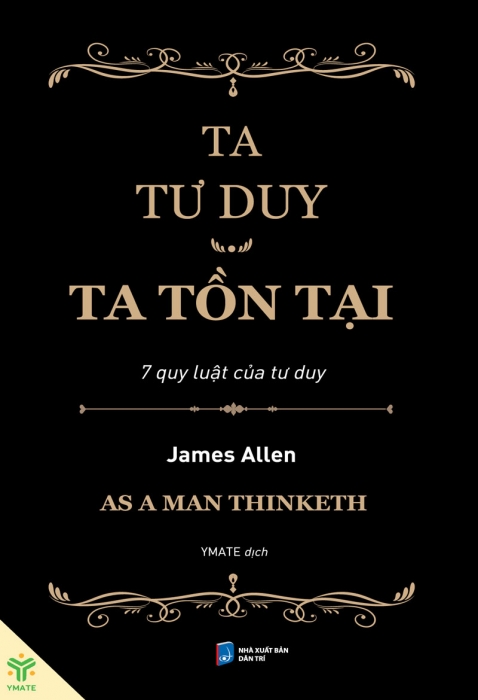 TA
TƯ DUY
TA TỒN TẠI
7 quy luật của tư duy
James Allen
AS A MAN THINKETH
YMATE dịch
NHÀ XUẤT BẢN
DÂN TRÍ
YMATE